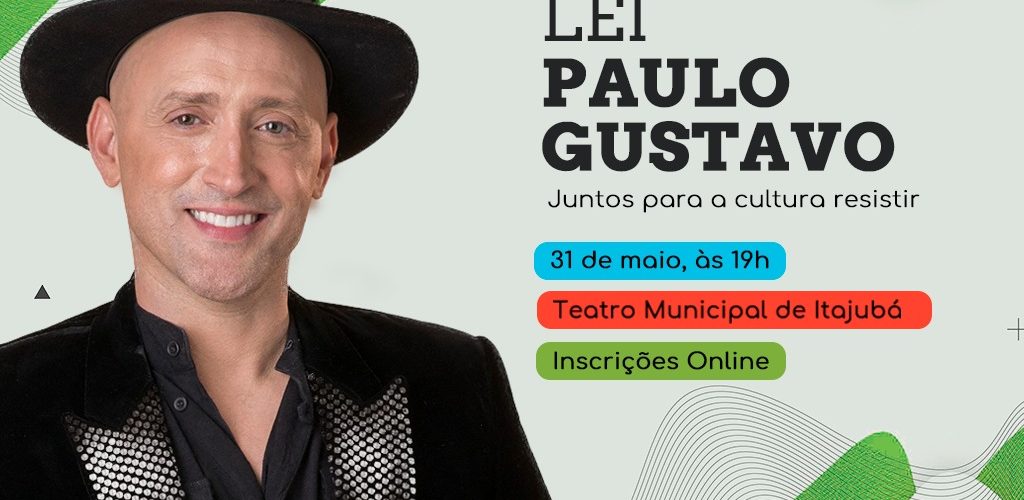 LEI
PAULO
GUSTAVO
Juntos para a cultura resistir
31 de maio, às 19h
Teatro Municipal de Itajubá
Inscrições Online